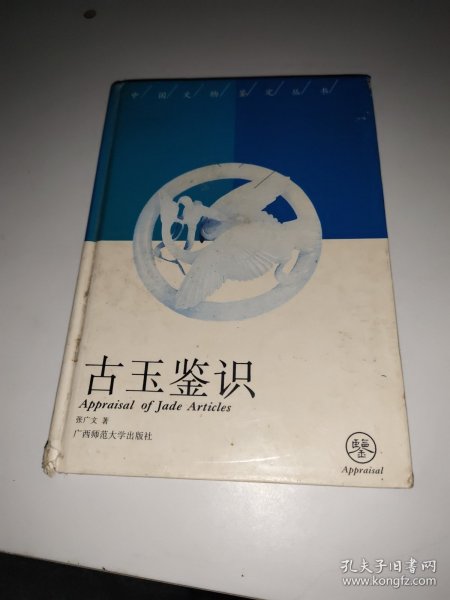 中/国/文/物/鉴/定/丛/书/
古玉鉴识
Appraisal of Jade Articles
张广文 著
广西师范大学出版社
鑒
Appraisal
孔夫子旧书网
www.kongfz.com